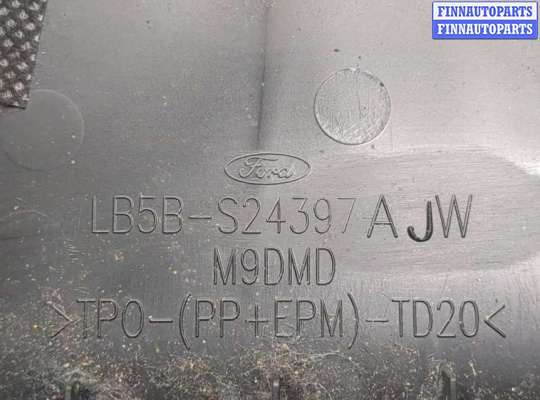 FINNAUTOPARTS
FINNAUTOPARTS
Ford
LB5B-S24397AJW
M9DMD
>TPO-(PP+EPM)-TD20<